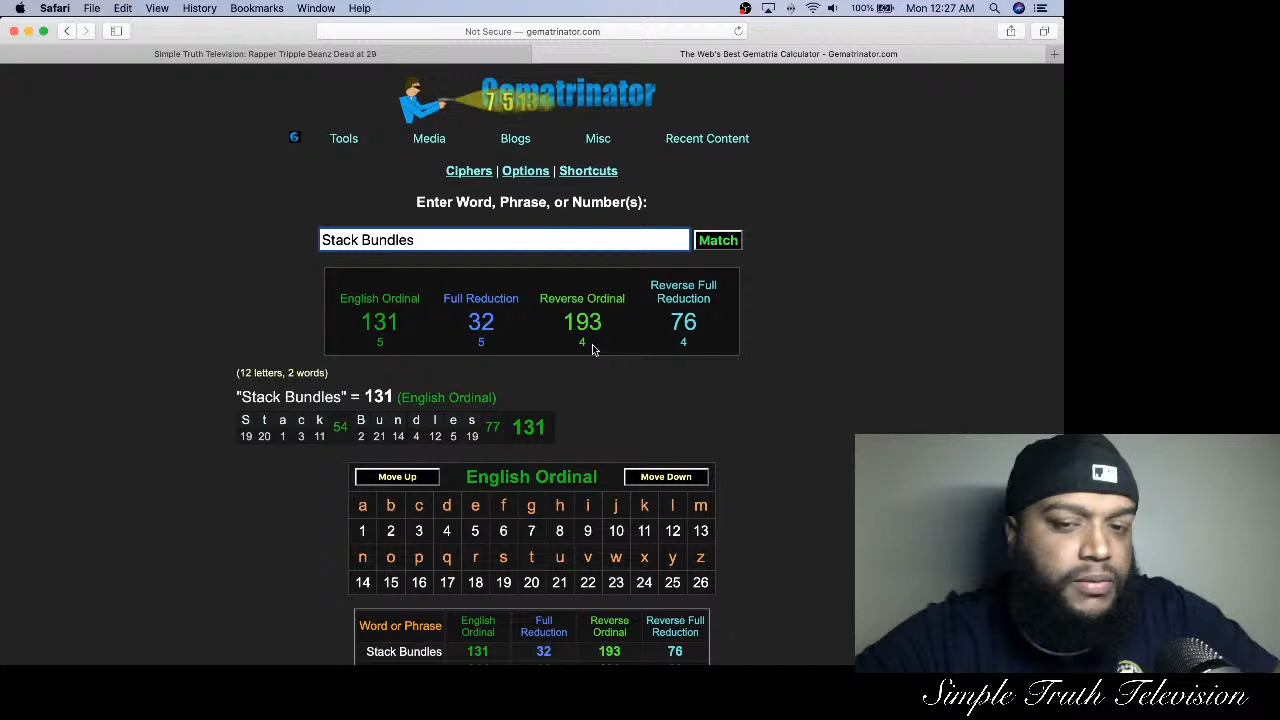 Safari File Edit View History Bookmarks Window Help 100% Mon 12:27 AM
Not Secure — gematrinator.com
Simple Truth Television: Rapper Tripple Beanz Dead at 29 The Web's Best Gematria Calculator - Gematrinator.com
Gematrinator
G Tools Media Blogs Misc Recent Content
Ciphers | Options | Shortcuts
Enter Word, Phrase, or Number(s):
Stack Bundles Match
English Ordinal Full Reduction Reverse Ordinal Reverse Full Reduction
131 32 193 76
5 5 4 4
(12 letters, 2 words)
"Stack Bundles" = 131 (English Ordinal)
S t a c k 54 B u n d l e s 77 131
19 20 1 3 11 2 21 14 4 12 5 19
Move Up English Ordinal Move Down
a b c d e f g h i j k l m
1 2 3 4 5 6 7 8 9 10 11 12 13
n o p q r s t u v w x y z
14 15 16 17 18 19 20 21 22 23 24 25 26
Word or Phrase English Ordinal Full Reduction Reverse Ordinal Reverse Full Reduction
Stack Bundles 131 32 193 76
Simple Truth Television